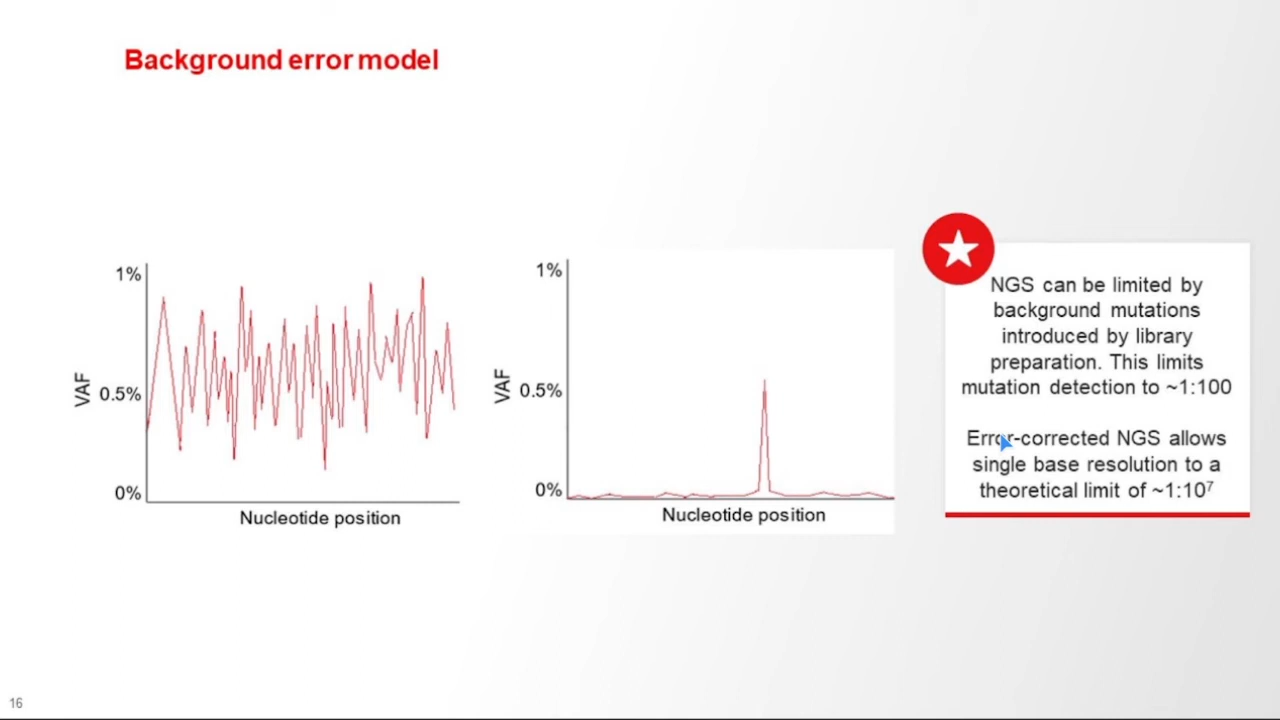 Background error model
1%
VAF
0.5%
0%
Nucleotide position
1%
VAF
0.5%
0%
Nucleotide position
NGS can be limited by
background mutations
introduced by library
preparation. This limits
mutation detection to ~1:100
Error-corrected NGS allows
single base resolution to a
theoretical limit of ~1:10⁷
16